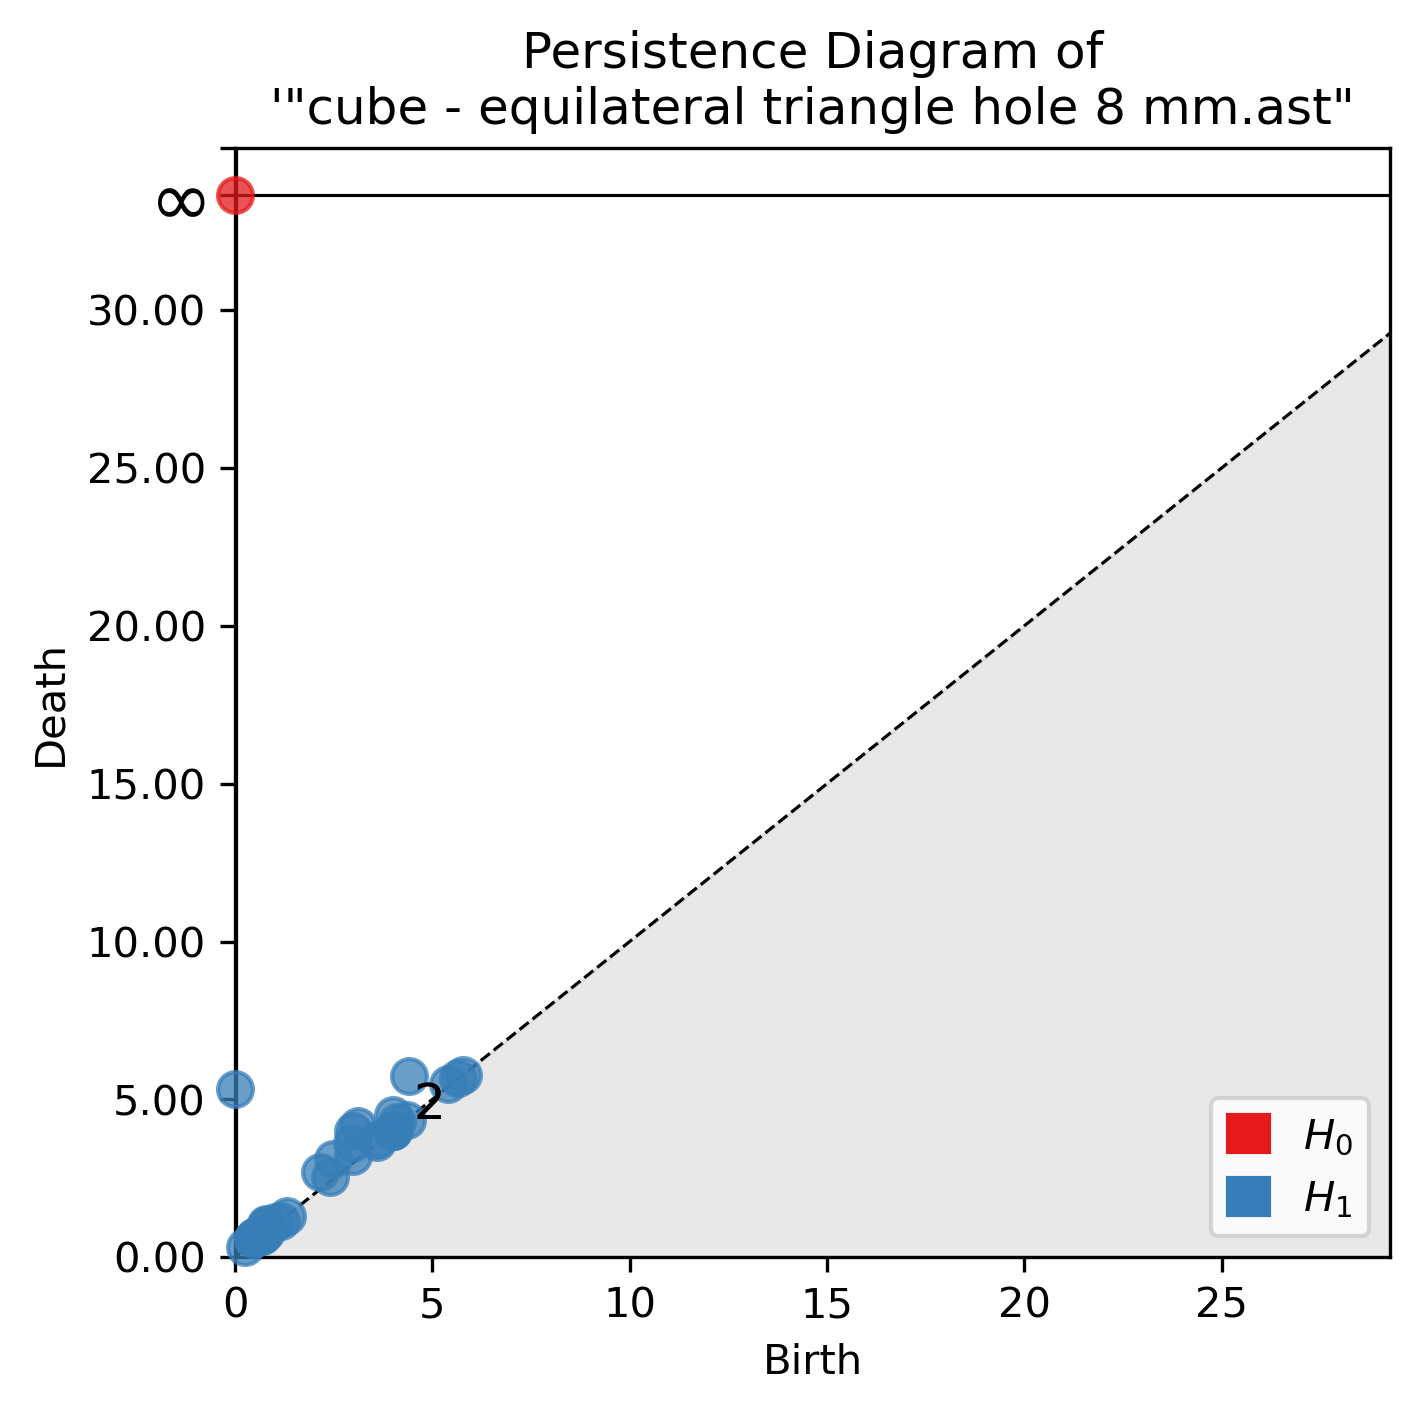 Persistence Diagram of
'"cube - equilateral triangle hole 8 mm.ast"
∞
30.00
25.00
20.00
15.00
10.00
5.00
0.00
Death
2
H₀
H₁
0 5 10 15 20 25
Birth